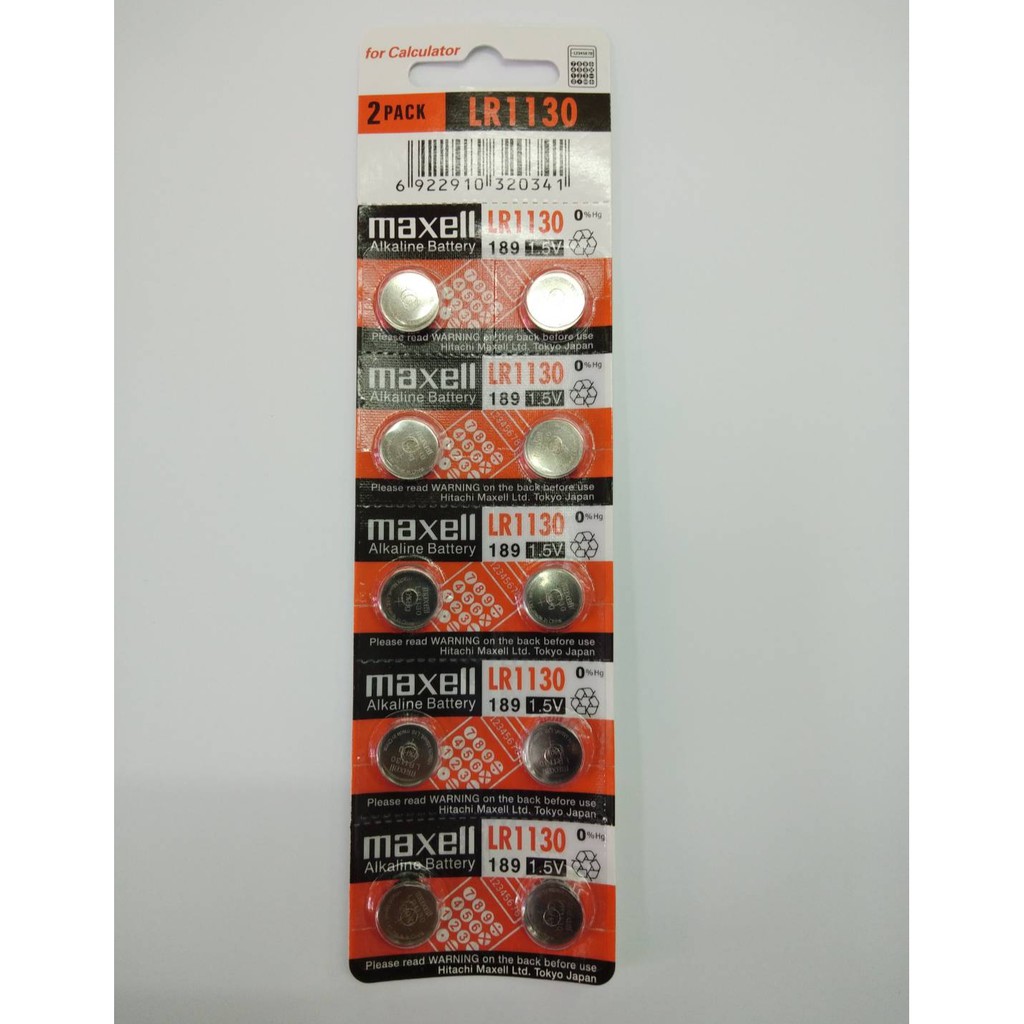 for Calculator
2 PACK LR1130
6 922910 320341
maxell LR1130 0%Hg
Alkaline Battery 189 1.5V
Please read WARNING on the back before use
Hitachi Maxell Ltd. Tokyo Japan
maxell LR1130 0%Hg
Alkaline Battery 189 1.5V
Please read WARNING on the back before use
Hitachi Maxell Ltd. Tokyo Japan
maxell LR1130 0%Hg
Alkaline Battery 189 1.5V
Please read WARNING on the back before use
Hitachi Maxell Ltd. Tokyo Japan
maxell LR1130 0%Hg
Alkaline Battery 189 1.5V
Please read WARNING on the back before use
Hitachi Maxell Ltd. Tokyo Japan
maxell LR1130 0%Hg
Alkaline Battery 189 1.5V
Please read WARNING on the back before use
Hitachi Maxell Ltd. Tokyo Japan